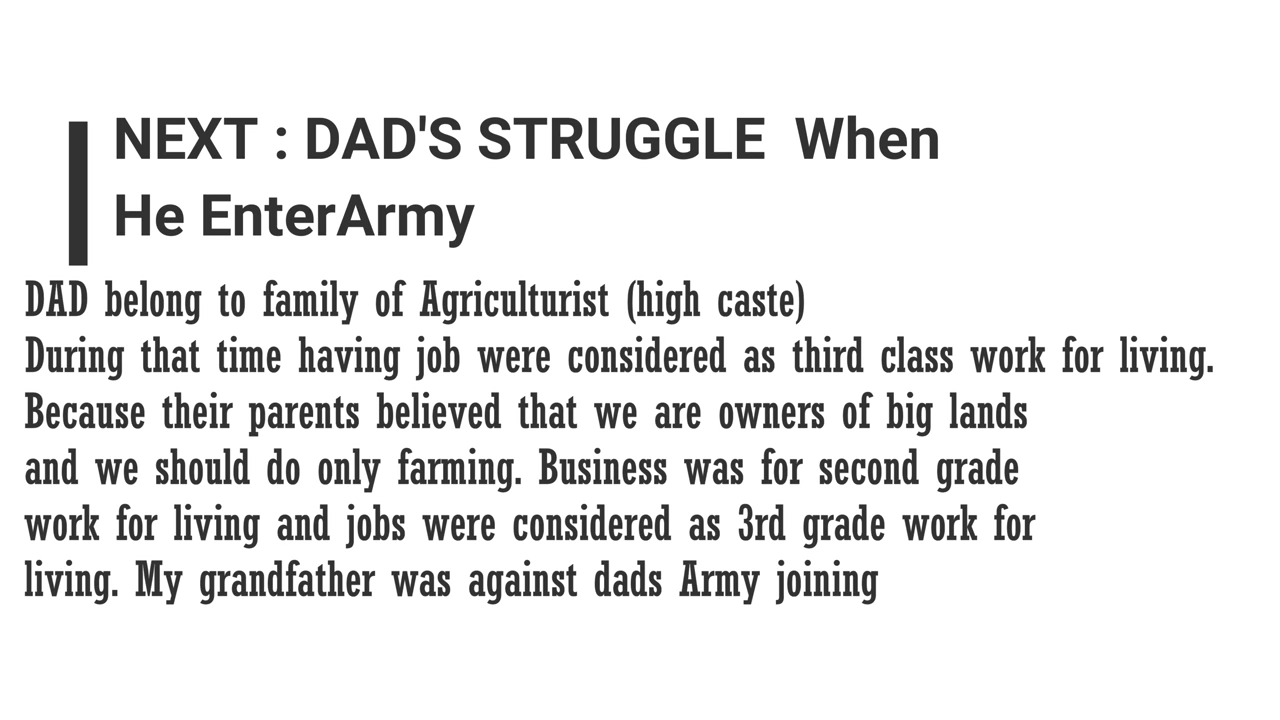 NEXT : DAD'S STRUGGLE  When
He EnterArmy
DAD belong to family of Agriculturist (high caste)
During that time having job were considered as third class work for living.
Because their parents believed that we are owners of big lands
and we should do only farming. Business was for second grade
work for living and jobs were considered as 3rd grade work for
living. My grandfather was against dads Army joining